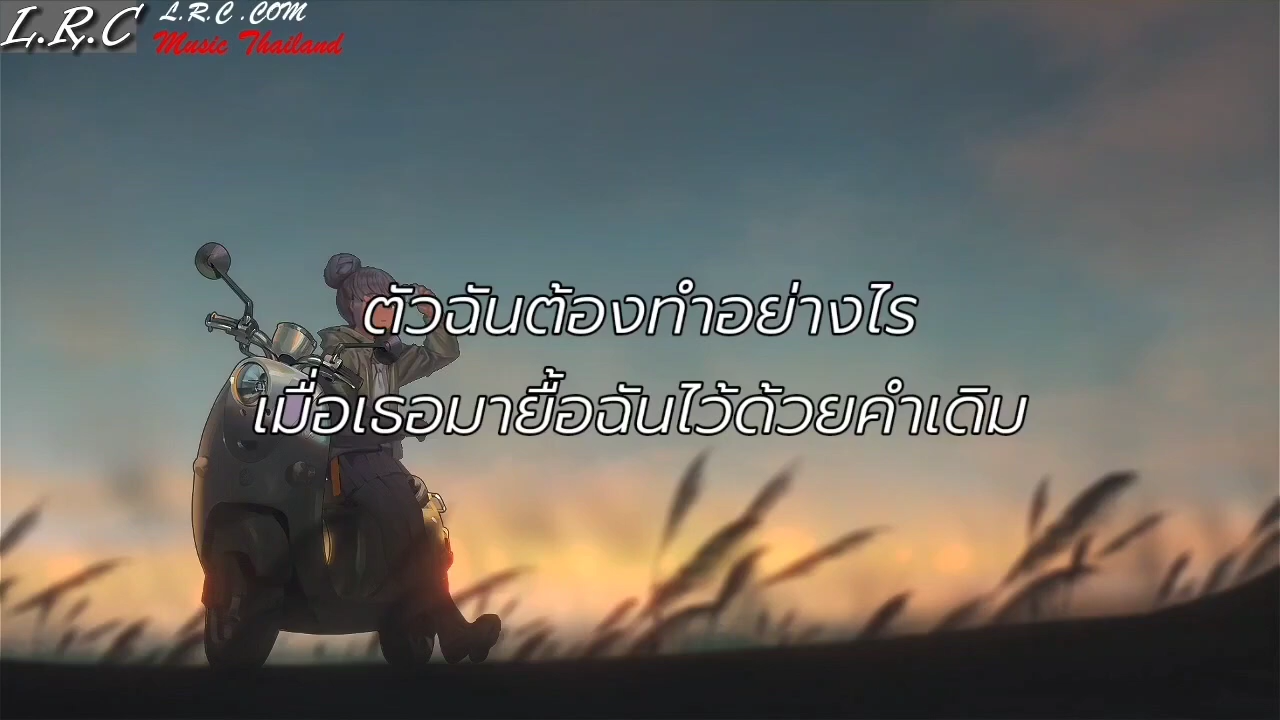 L.R.C
L.R.C .COM
Music Thailand
ตัวฉันต้องทำอย่างไร
เมื่อเธอมายื้อฉันไว้ด้วยคำเดิม